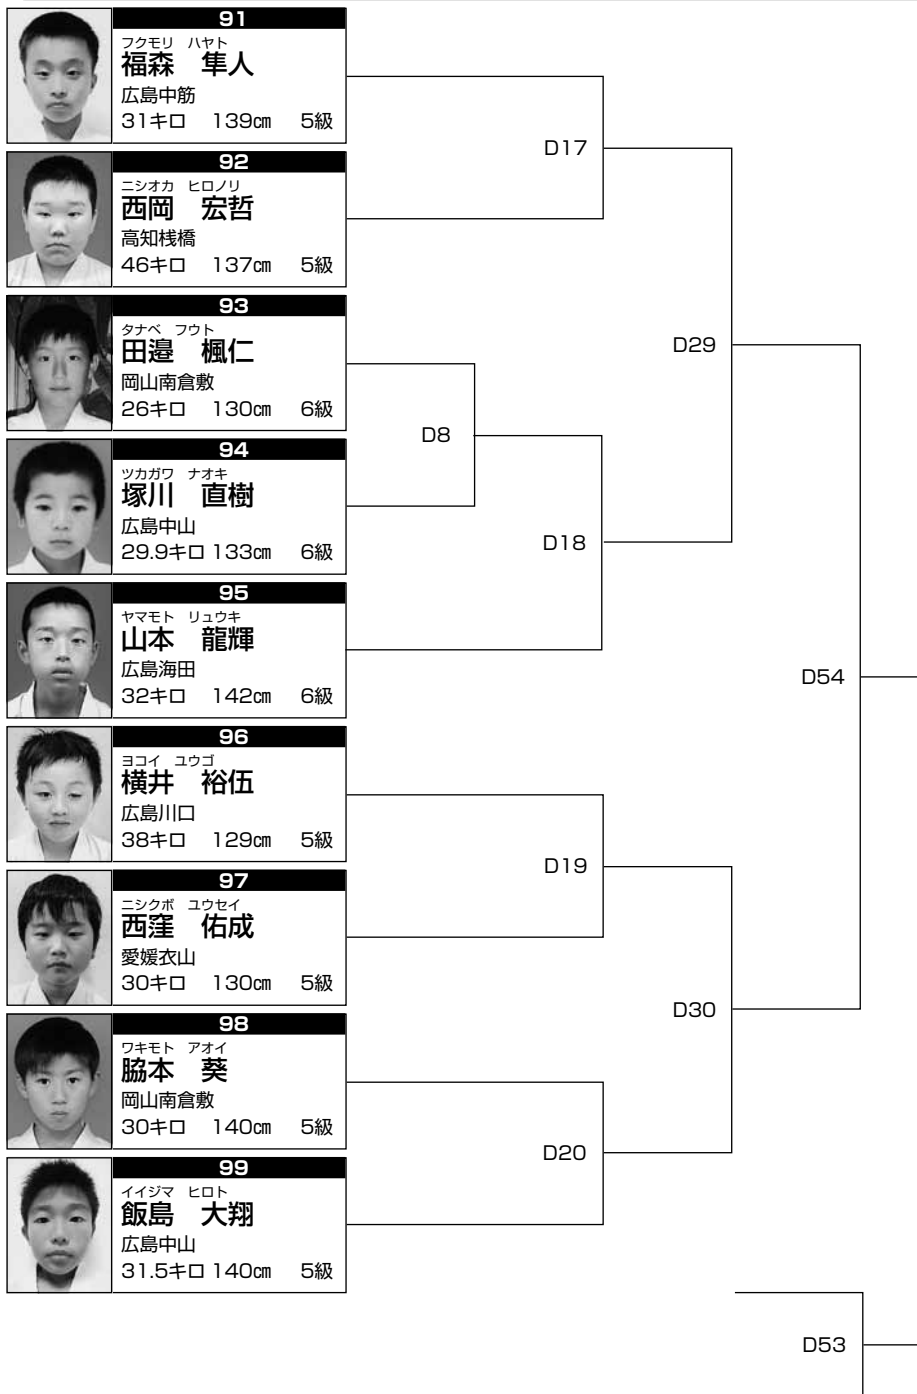 91
フクモリ ハヤト
福森 隼人
広島中筋
31キロ 139㎝ 5級
92
ニシオカ ヒロノリ
西岡 宏哲
高知桟橋
46キロ 137㎝ 5級
93
タナベ フウト
田邉 楓仁
岡山南倉敷
26キロ 130㎝ 6級
94
ツカガワ ナオキ
塚川 直樹
広島中山
29.9キロ 133㎝ 6級
95
ヤマモト リュウキ
山本 龍輝
広島海田
32キロ 142㎝ 6級
96
ヨコイ ユウゴ
横井 裕伍
広島川口
38キロ 129㎝ 5級
97
ニシクボ ユウセイ
西窪 佑成
愛媛衣山
30キロ 130㎝ 5級
98
ワキモト アオイ
脇本 葵
岡山南倉敷
30キロ 140㎝ 5級
99
イイジマ ヒロト
飯島 大翔
広島中山
31.5キロ 140㎝ 5級
D17
D29
D8
D18
D54
D19
D30
D20
D53